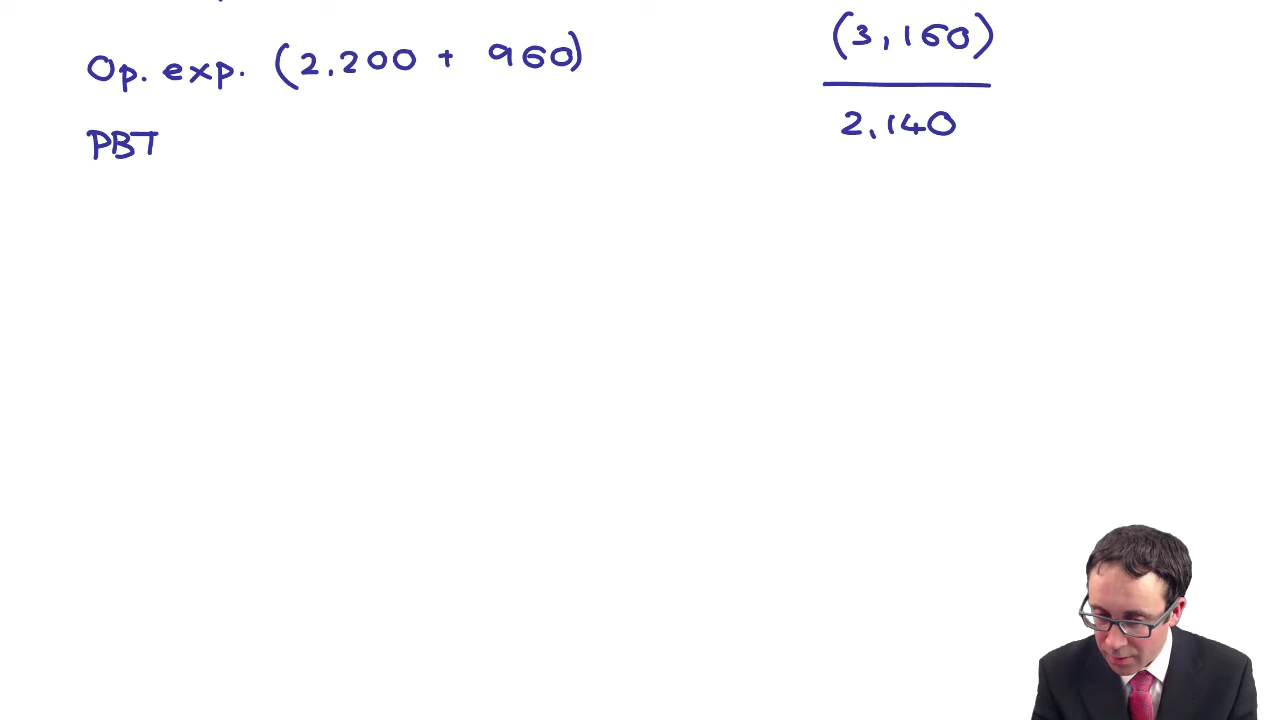 Op. exp. (2,200 + 960) (3,160)
PBT 2,140